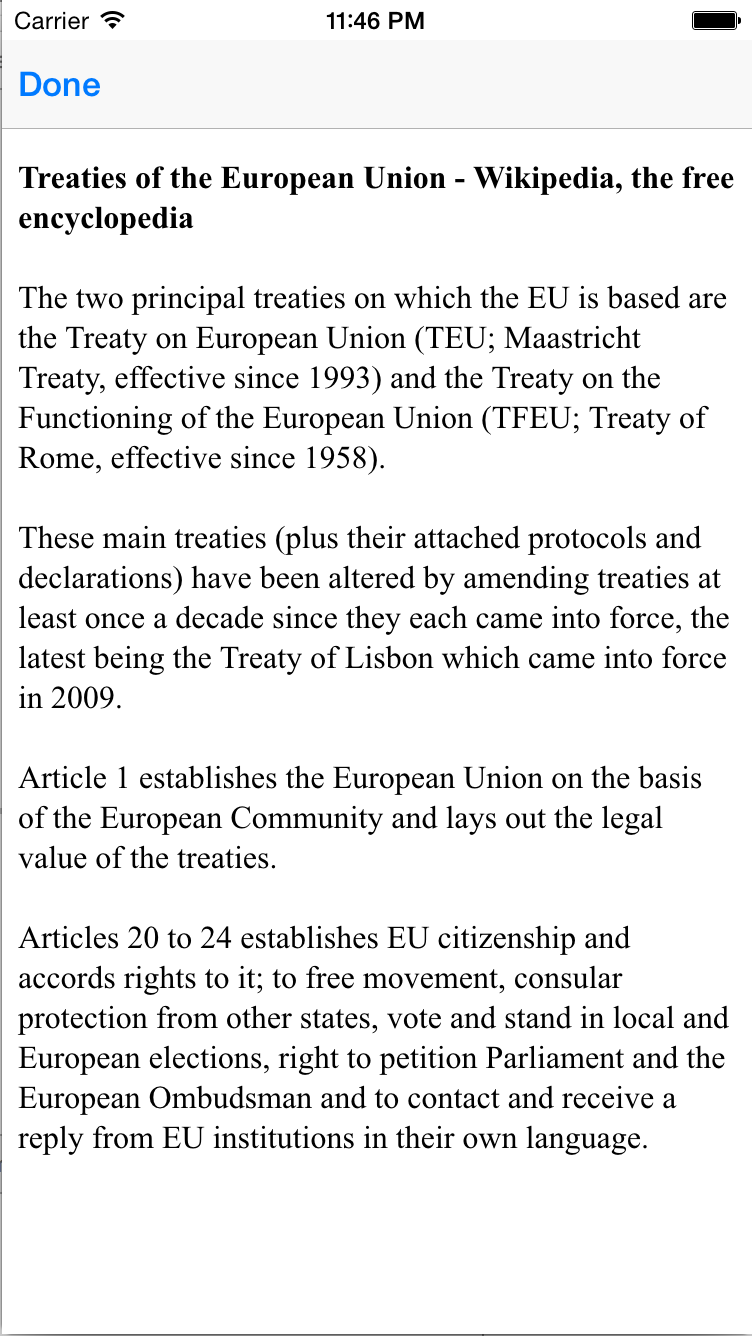 Carrier 11:46 PM
Done
Treaties of the European Union - Wikipedia, the free
encyclopedia
The two principal treaties on which the EU is based are
the Treaty on European Union (TEU; Maastricht
Treaty, effective since 1993) and the Treaty on the
Functioning of the European Union (TFEU; Treaty of
Rome, effective since 1958).
These main treaties (plus their attached protocols and
declarations) have been altered by amending treaties at
least once a decade since they each came into force, the
latest being the Treaty of Lisbon which came into force
in 2009.
Article 1 establishes the European Union on the basis
of the European Community and lays out the legal
value of the treaties.
Articles 20 to 24 establishes EU citizenship and
accords rights to it; to free movement, consular
protection from other states, vote and stand in local and
European elections, right to petition Parliament and the
European Ombudsman and to contact and receive a
reply from EU institutions in their own language.